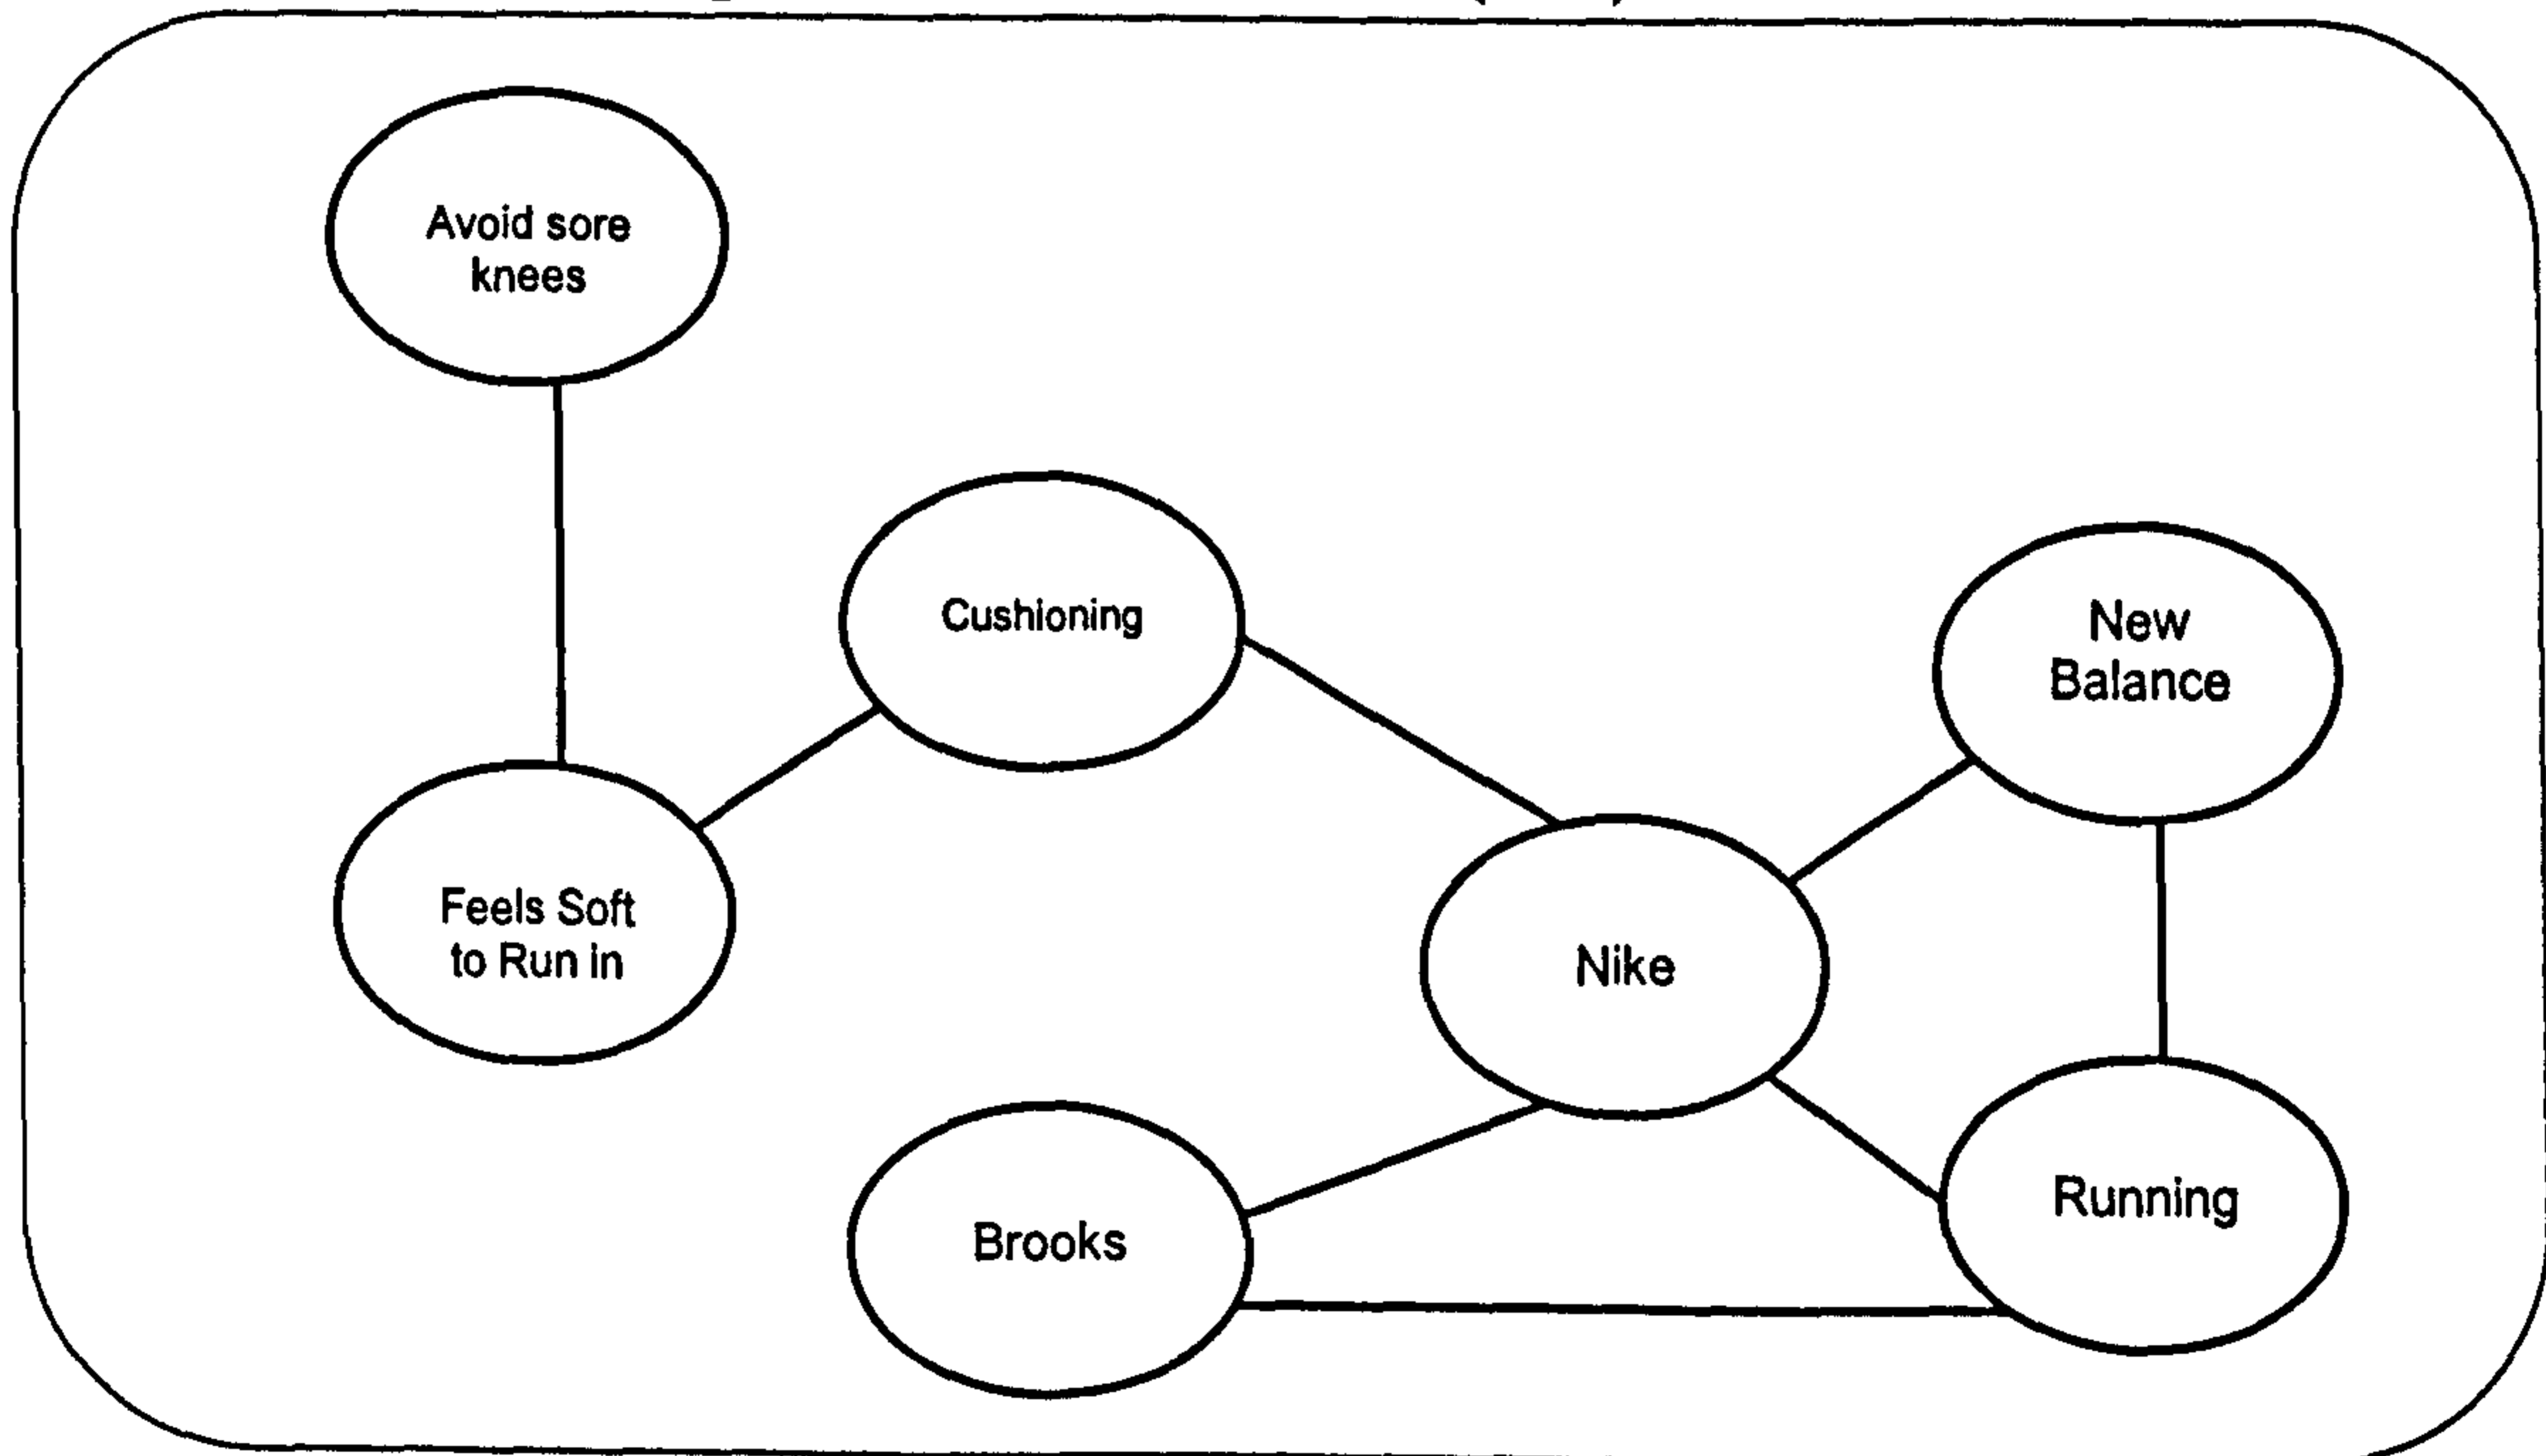 Avoid sore
knees
Cushioning
New
Balance
Feels Soft
to Run in
Nike
Brooks
Running